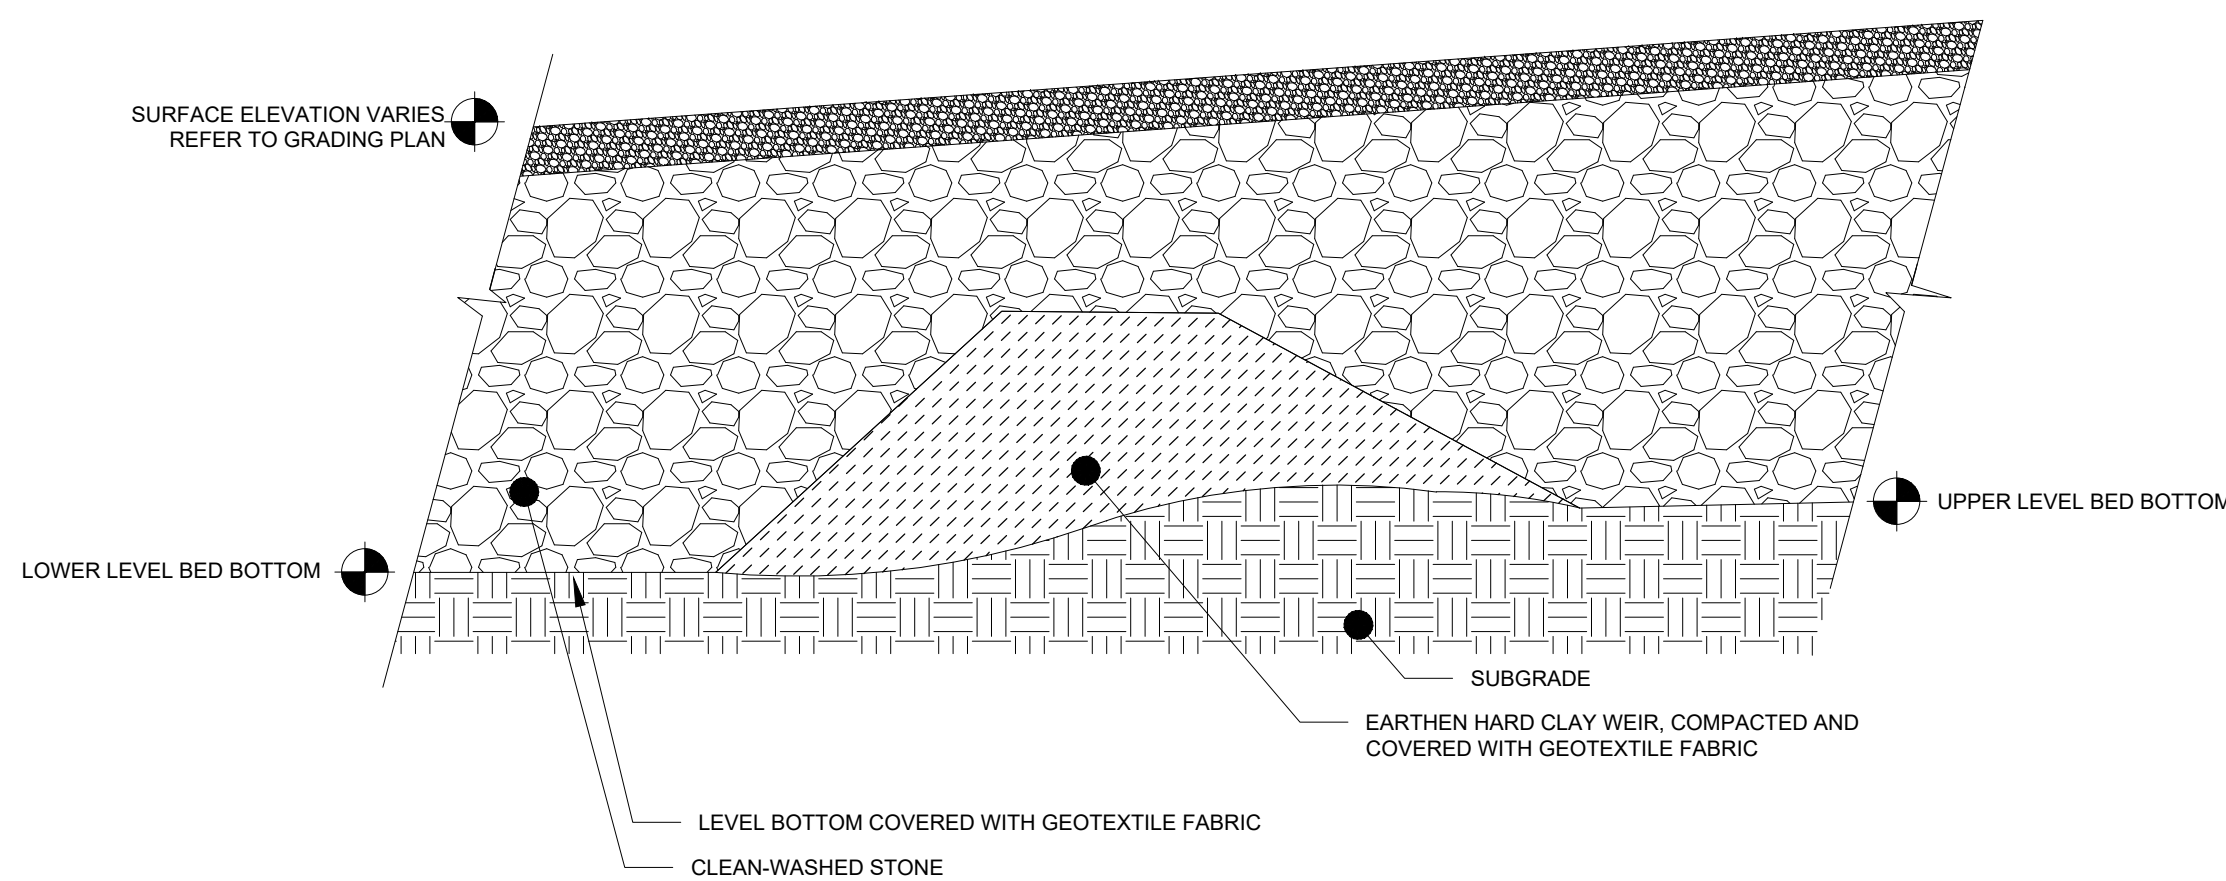 SURFACE ELEVATION VARIES
REFER TO GRADING PLAN
UPPER LEVEL BED BOTTOM
LOWER LEVEL BED BOTTOM
SUBGRADE
EARTHEN HARD CLAY WEIR, COMPACTED AND
COVERED WITH GEOTEXTILE FABRIC
LEVEL BOTTOM COVERED WITH GEOTEXTILE FABRIC
CLEAN-WASHED STONE